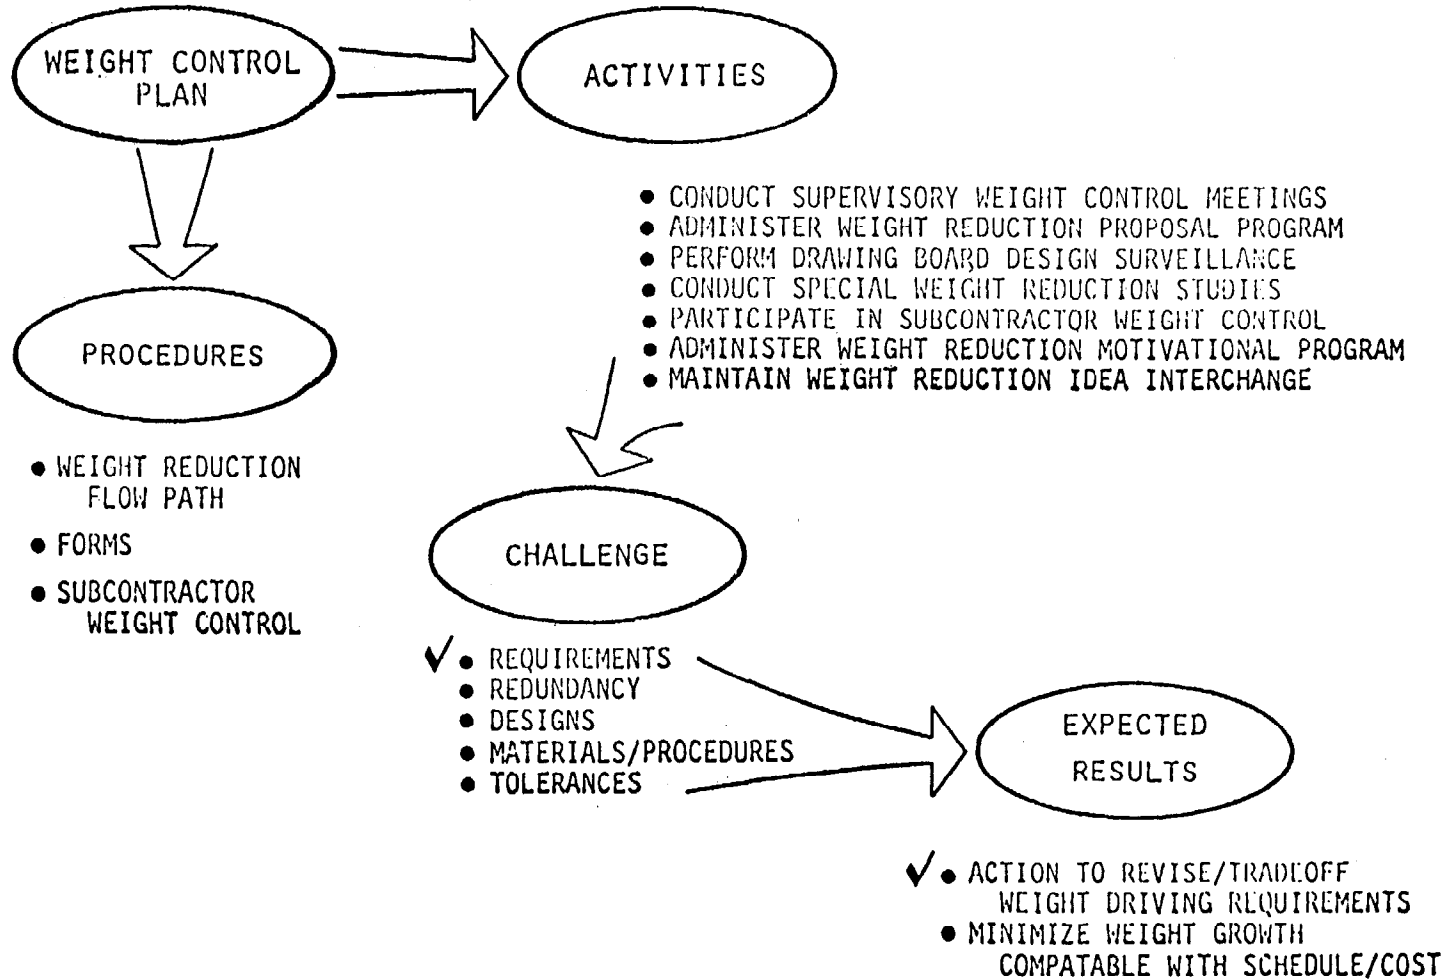 WEIGHT CONTROL
PLAN
ACTIVITIES
• CONDUCT SUPERVISORY WEIGHT CONTROL MEETINGS
• ADMINISTER WEIGHT REDUCTION PROPOSAL PROGRAM
• PERFORM DRAWING BOARD DESIGN SURVEILLANCE
• CONDUCT SPECIAL WEIGHT REDUCTION STUDIES
• PARTICIPATE IN SUBCONTRACTOR WEIGHT CONTROL
• ADMINISTER WEIGHT REDUCTION MOTIVATIONAL PROGRAM
• MAINTAIN WEIGHT REDUCTION IDEA INTERCHANGE
PROCEDURES
• WEIGHT REDUCTION
FLOW PATH
• FORMS
• SUBCONTRACTOR
WEIGHT CONTROL
CHALLENGE
✓ • REQUIREMENTS
• REDUNDANCY
• DESIGNS
• MATERIALS/PROCEDURES
• TOLERANCES
EXPECTED
RESULTS
✓ • ACTION TO REVISE/TRADEOFF
WEIGHT DRIVING REQUIREMENTS
• MINIMIZE WEIGHT GROWTH
COMPATABLE WITH SCHEDULE/COST